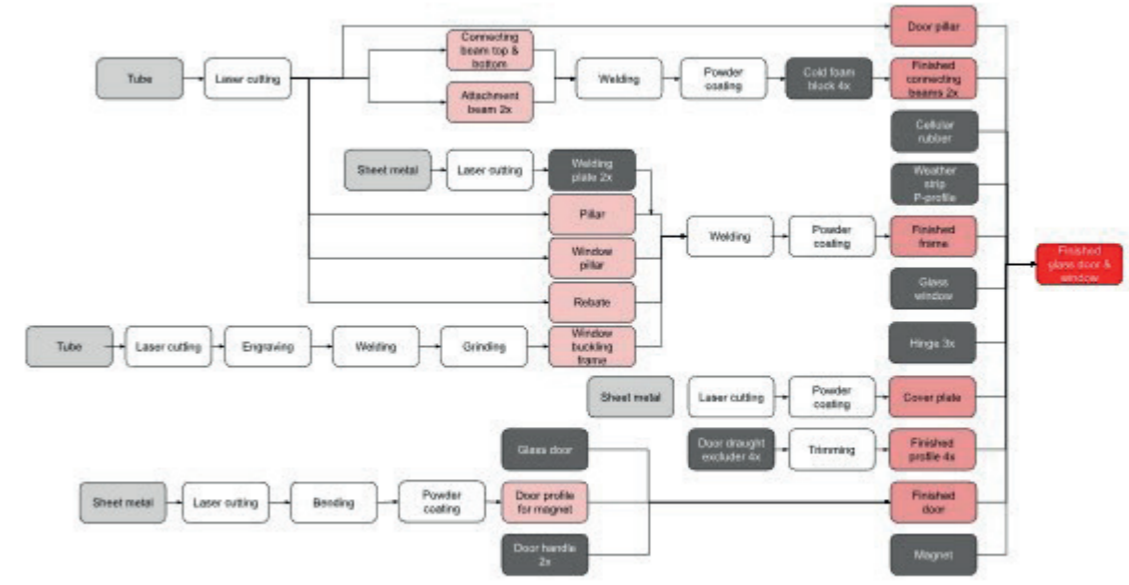 Door pillar
Connecting
beam top &
bottom
Tube
Laser cutting
Attachment
beam 2x
Welding
Powder
coating
Cold foam
block 4x
Finished
connecting
beams 2x
Cellular
rubber
Sheet metal
Laser cutting
Welding
plate 2x
Weather
strip
P-profile
Pillar
Window
pillar
Welding
Powder
coating
Finished
frame
Finished
glass door &
window
Rebate
Glass
window
Tube
Laser cutting
Engraving
Welding
Grinding
Window
buckling
frame
Hinge 3x
Sheet metal
Laser cutting
Powder
coating
Cover plate
Glass door
Door draught
excluder 4x
Trimming
Finished
profile 4x
Sheet metal
Laser cutting
Bending
Powder
coating
Door profile
for magnet
Finished
door
Door handle
2x
Magnet